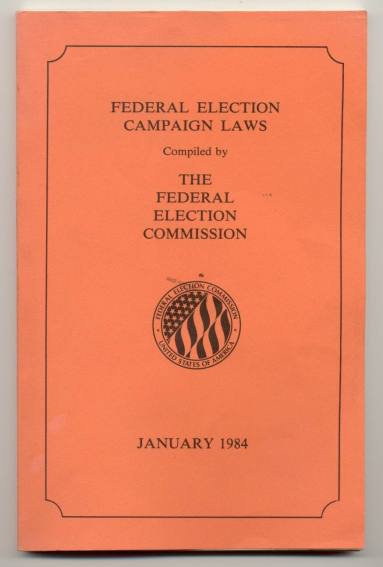 FEDERAL ELECTION
CAMPAIGN LAWS
Compiled by
THE
FEDERAL
ELECTION
COMMISSION
FEDERAL ELECTION COMMISSION
UNITED STATES OF AMERICA
JANUARY 1984